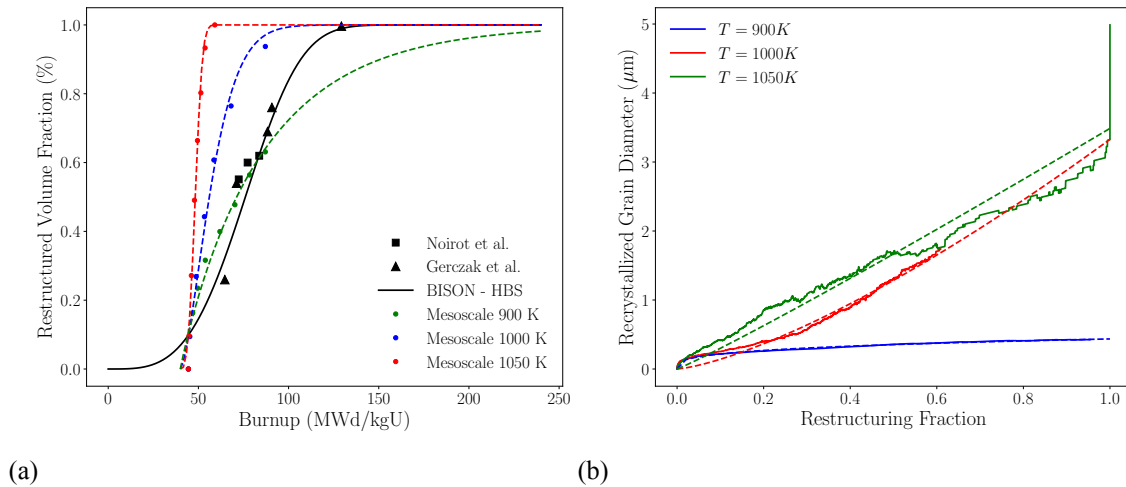 1.0
0.8
0.6
0.4
0.2
0.0
Restructured Volume Fraction (%)
Noirot et al.
Gerczak et al.
BISON - HBS
Mesoscale 900 K
Mesoscale 1000 K
Mesoscale 1050 K
0 50 100 150 200 250
Burnup (MWd/kgU)
(a)
5
4
3
2
1
0
Recrystallized Grain Diameter (μm)
T = 900K
T = 1000K
T = 1050K
0.0 0.2 0.4 0.6 0.8 1.0
Restructuring Fraction
(b)